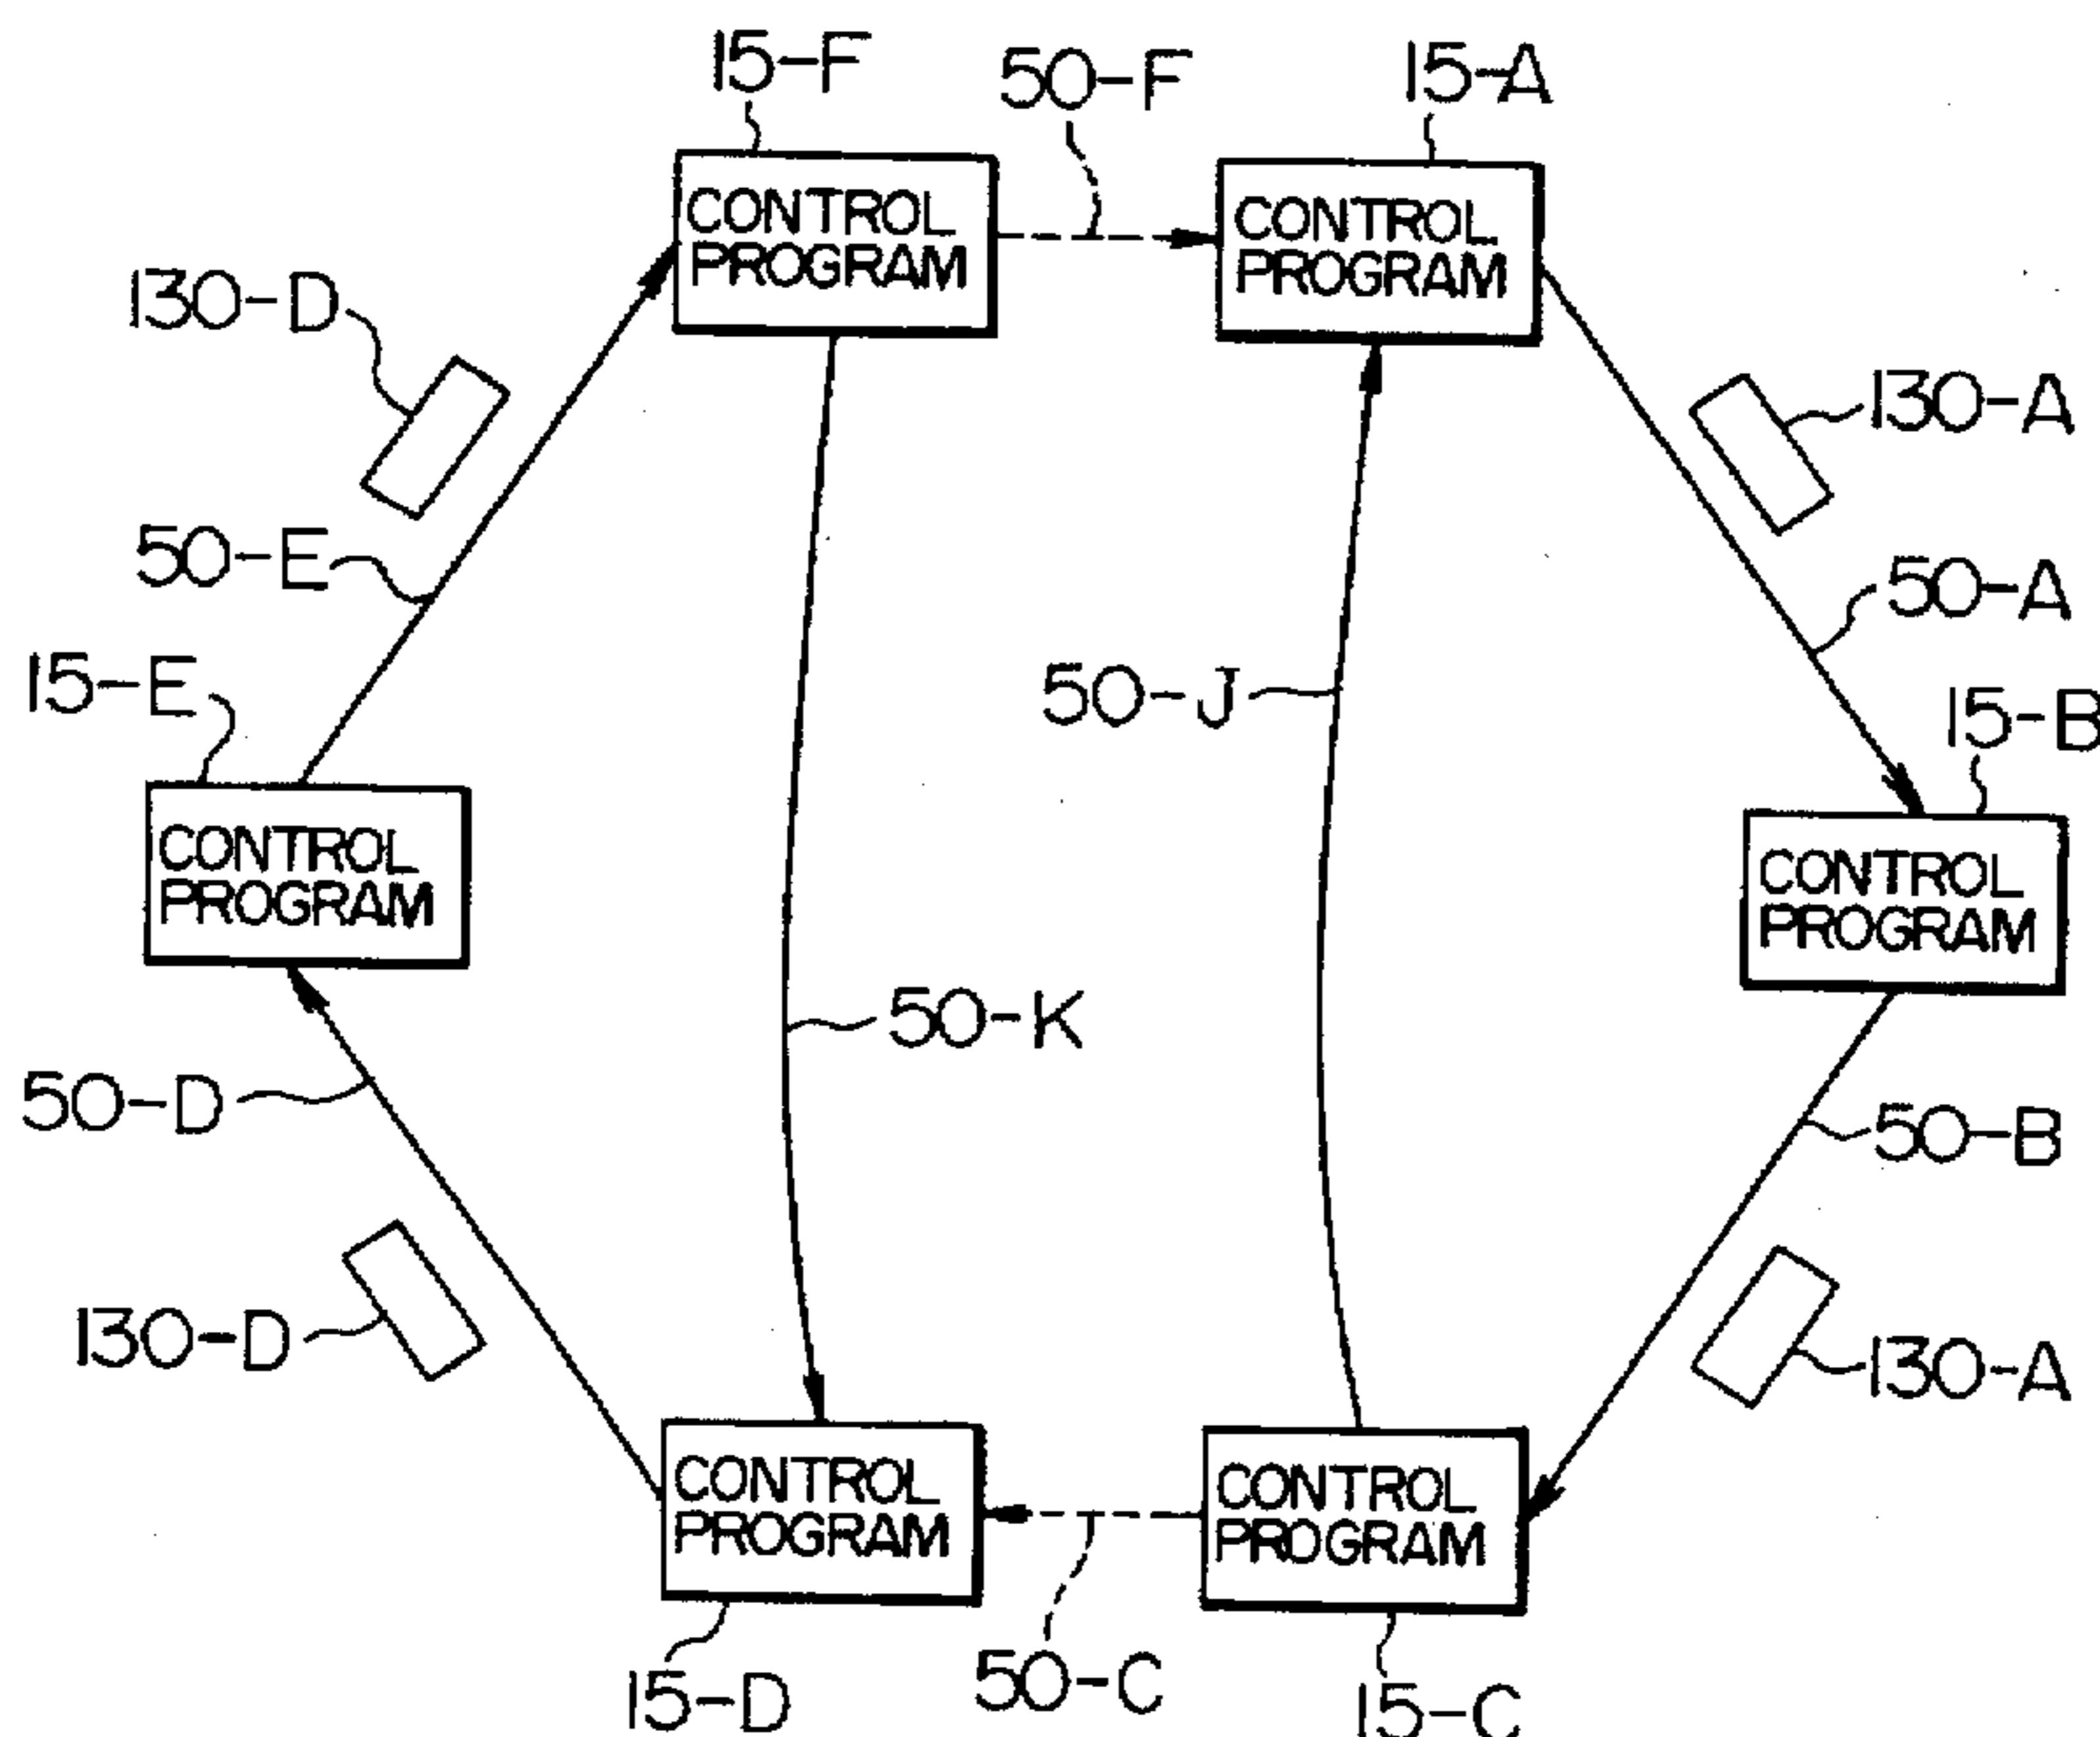 15-F
50-F
15-A
CONTROL
PROGRAM
CONTROL
PROGRAM
130-D
130-A
50-E
50-A
15-E
50-J
15-B
CONTROL
PROGRAM
CONTROL
PROGRAM
50-K
50-D
50-B
130-D
130-A
CONTROL
PROGRAM
CONTROL
PROGRAM
15-D
50-C
15-C